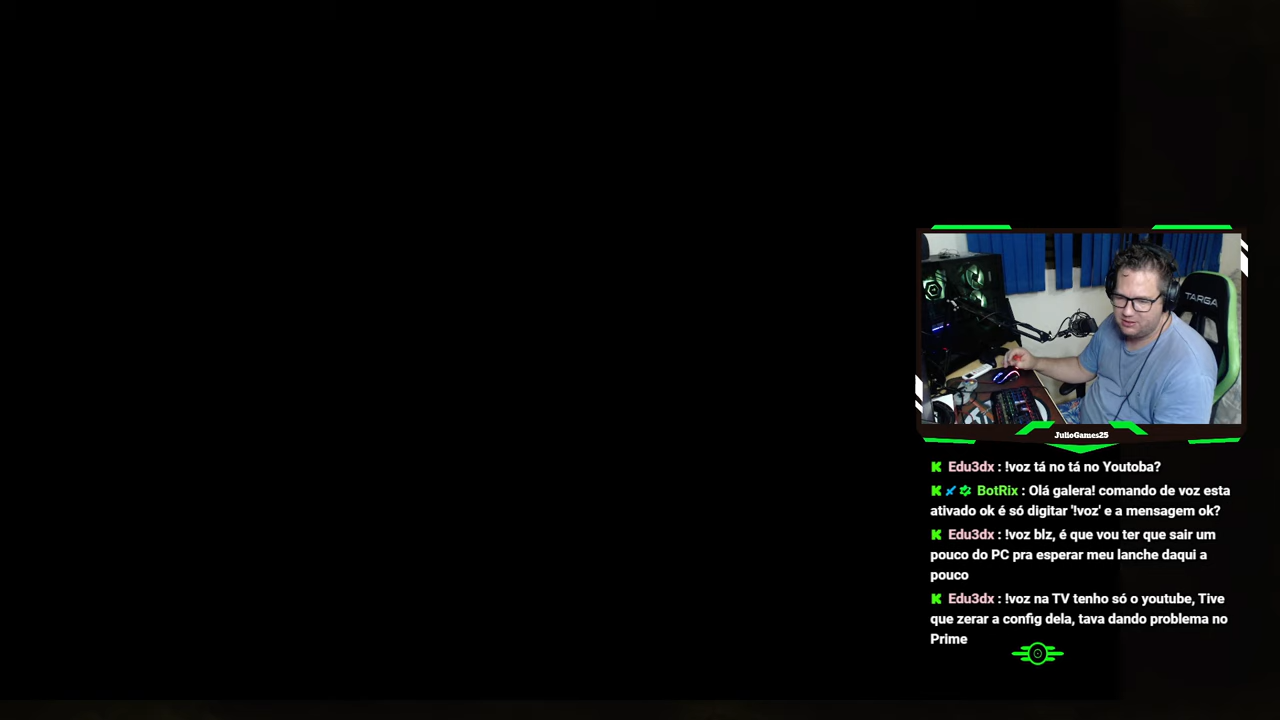 TARGA
JulioGames25
Edu3dx : !voz tá no tá no Youtoba?
BotRix : Olá galera! comando de voz esta
ativado ok é só digitar '!voz' e a mensagem ok?
Edu3dx : !voz blz, é que vou ter que sair um
pouco do PC pra esperar meu lanche daqui a
pouco
Edu3dx : !voz na TV tenho só o youtube, Tive
que zerar a config dela, tava dando problema no
Prime